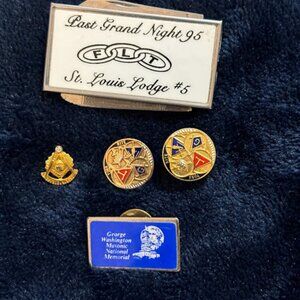 Past Grand Night 95
F L T
St. Louis Lodge #5
George
Washington
Masonic
National
Memorial